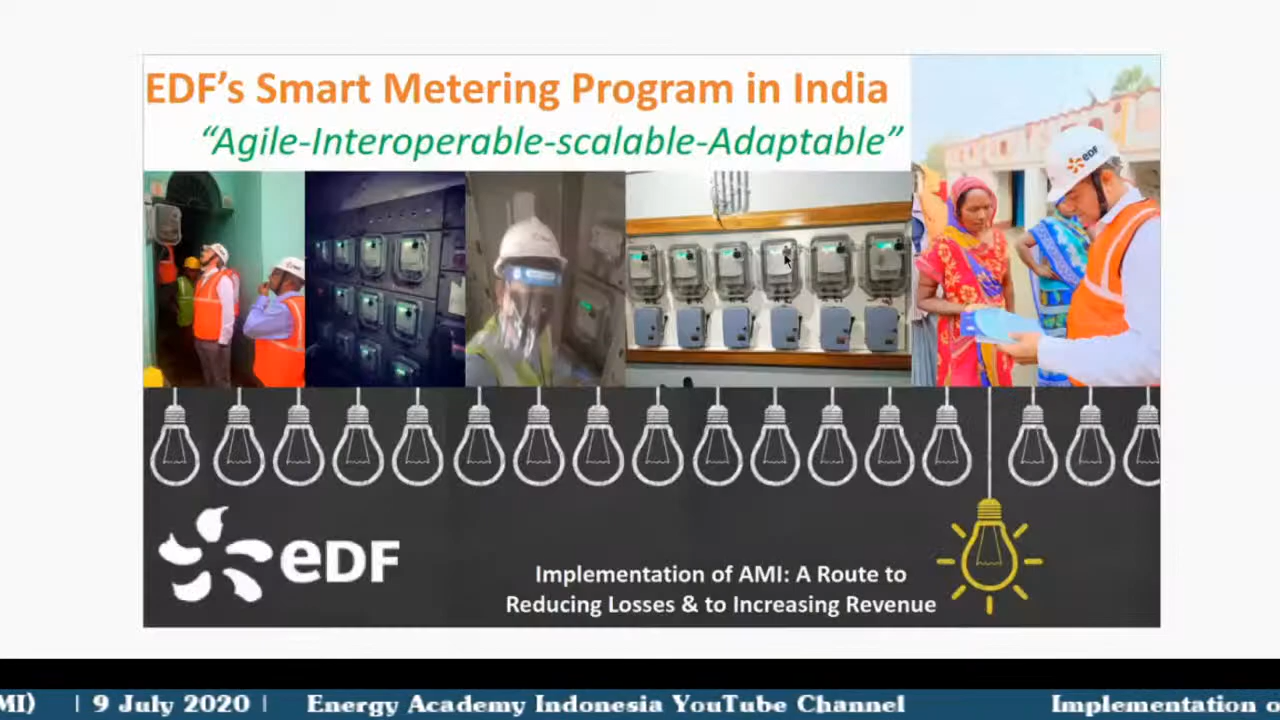 EDF's Smart Metering Program in India
“Agile-Interoperable-scalable-Adaptable”
eDF
eDF
Implementation of AMI: A Route to
Reducing Losses & to Increasing Revenue
MI) | 9 July 2020 | Energy Academy Indonesia YouTube Channel Implementation o